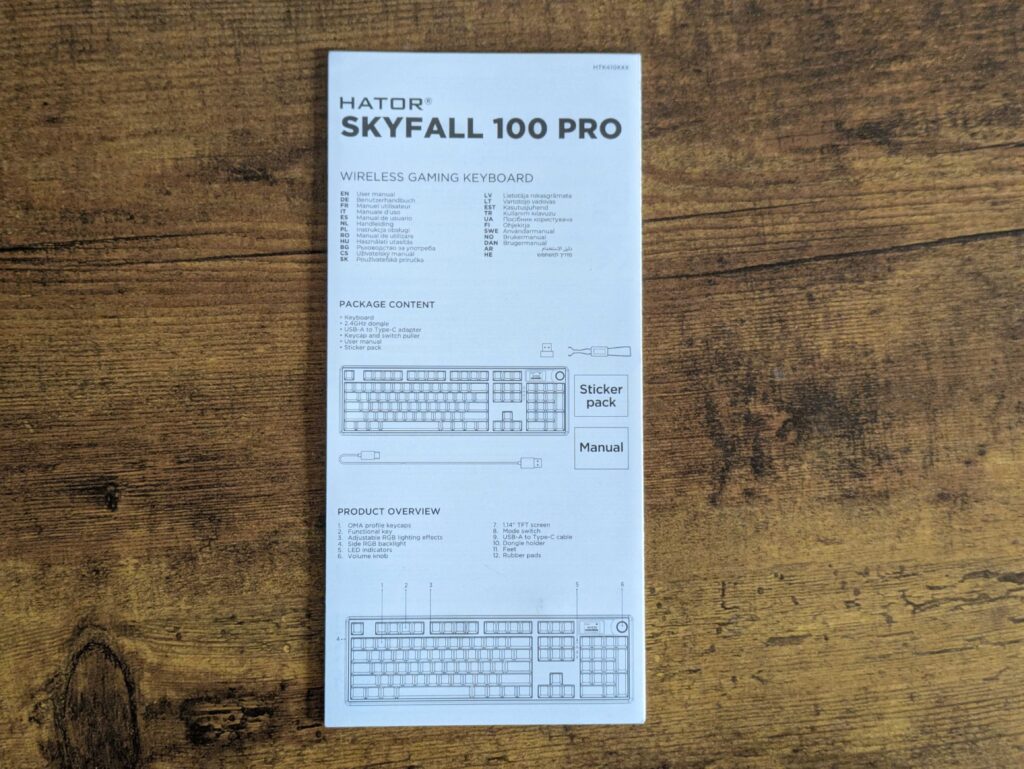 HTK410XXX
HATOR®
SKYFALL 100 PRO
WIRELESS GAMING KEYBOARD
EN User manual
DE Benutzerhandbuch
FR Manuel utilisateur
IT Manuale d'uso
ES Manual de usuario
NL Handleiding
PL Instrukcja obsługi
RO Manual de utilizare
HU Használati utasítás
BG Ръководство за употреба
CS Uživatelský manuál
SK Používateľská príručka
LV Lietotāja rokasgrāmata
LT Vartotojo vadovas
EST Kasutusjuhend
TR Kullanım kılavuzu
UA Посібник користувача
FI Ohjekirja
SWE Användarmanual
NO Brukermanual
DAN Brugermanual
AR دليل الاستخدام
HE מדריך למשתמש
PACKAGE CONTENT
• Keyboard
• 2.4GHz dongle
• USB-A to Type-C adapter
• Keycap and switch puller
• User manual
• Sticker pack
Sticker
pack
Manual
PRODUCT OVERVIEW
1. OMA profile keycaps
2. Functional key
3. Adjustable RGB lighting effects
4. Side RGB backlight
5. LED indicators
6. Volume knob
7. 1.14" TFT screen
8. Mode switch
9. USB-A to Type-C cable
10. Dongle holder
11. Feet
12. Rubber pads
1 2 3 5 6
4